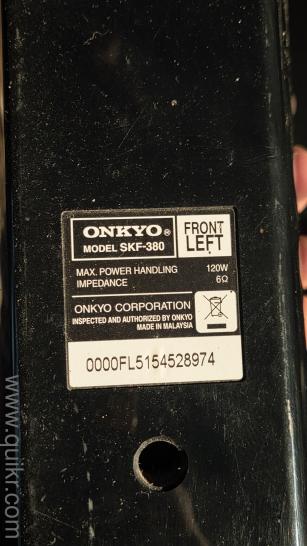 ONKYO®
MODEL SKF-380
FRONT
LEFT
MAX. POWER HANDLING 120W
IMPEDANCE 6Ω
ONKYO CORPORATION
INSPECTED AND AUTHORIZED BY ONKYO
MADE IN MALAYSIA
0000FL5154528974
www.quikr.com